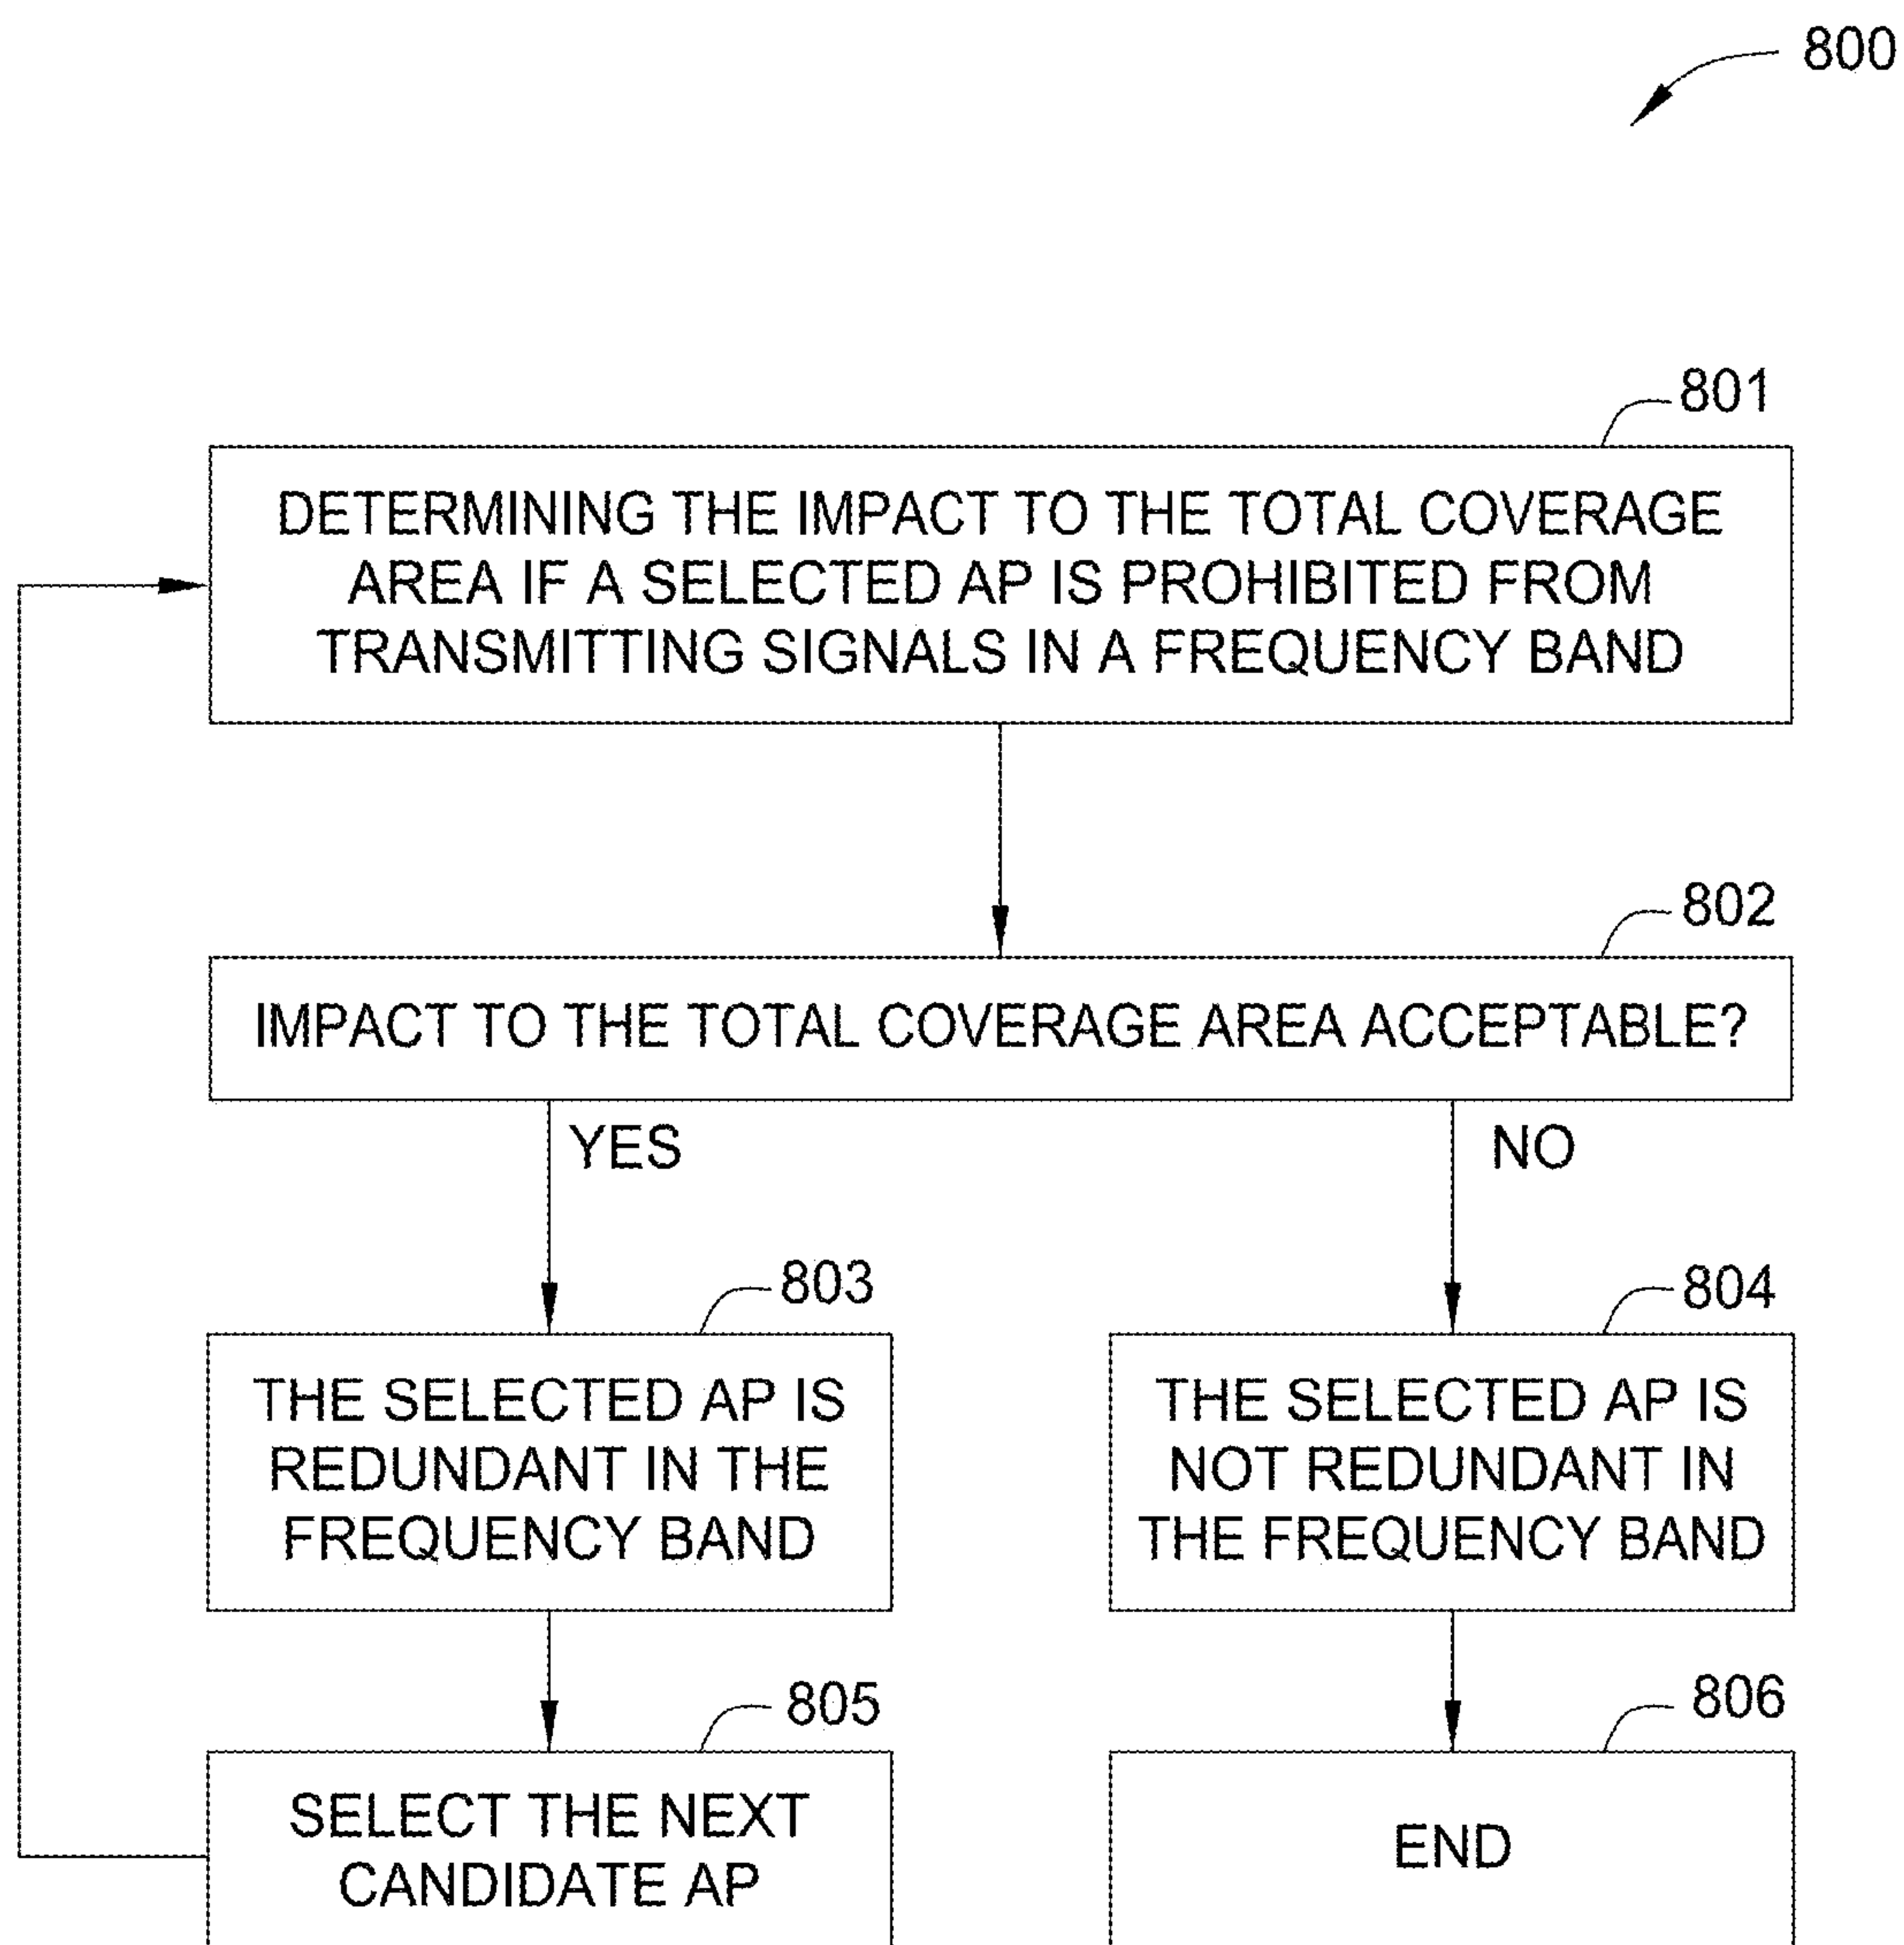 800
801
DETERMINING THE IMPACT TO THE TOTAL COVERAGE
AREA IF A SELECTED AP IS PROHIBITED FROM
TRANSMITTING SIGNALS IN A FREQUENCY BAND
802
IMPACT TO THE TOTAL COVERAGE AREA ACCEPTABLE?
YES
NO
803
THE SELECTED AP IS
REDUNDANT IN THE
FREQUENCY BAND
804
THE SELECTED AP IS
NOT REDUNDANT IN
THE FREQUENCY BAND
805
SELECT THE NEXT
CANDIDATE AP
806
END